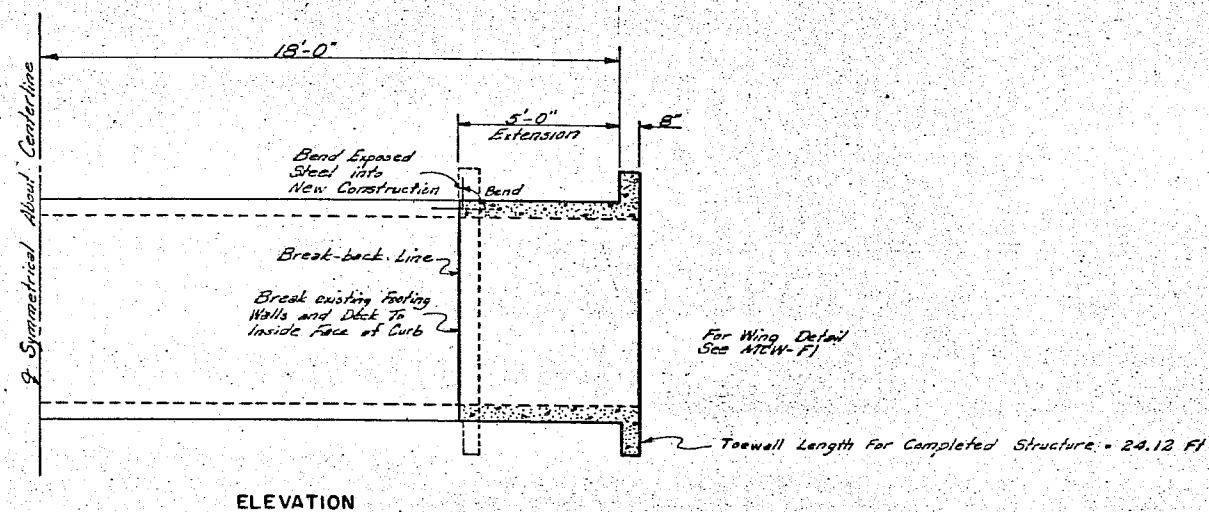 18'-0"
5'-0"
Extension
8"
Bend Exposed
Steel into
New Construction
Bend
Break-back Line
Break existing Footing
Walls and Deck To
Inside Face of Curb
For Wing Detail
See MCW-F1
Toewall Length For Completed Structure = 24.12 Ft
Symmetrical About Centerline
ELEVATION